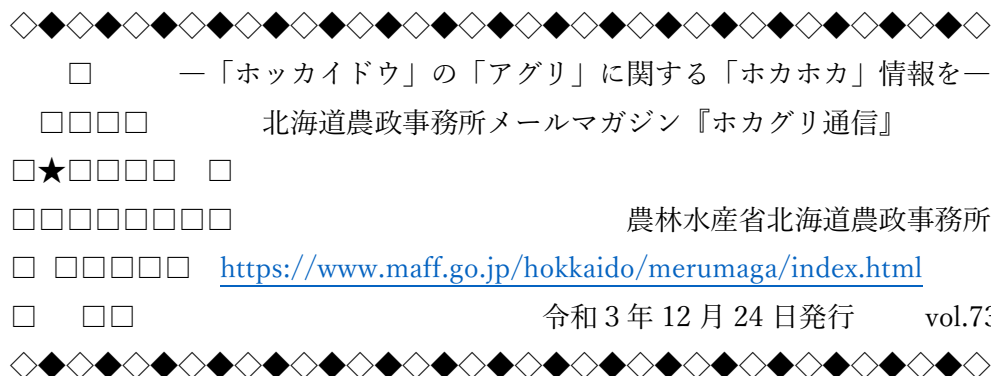 ◇◆◇◆◇◆◇◆◇◆◇◆◇◆◇◆◇◆◇◆◇◆◇◆◇◆◇◆◇◆◇◆◇
□ ―「ホッカイドウ」の「アグリ」に関する「ホカホカ」情報を―
□□□□ 北海道農政事務所メールマガジン『ホカグリ通信』
□★□□□□ □
□□□□□□□□ 農林水産省北海道農政事務所
□ □□□□□ https://www.maff.go.jp/hokkaido/merumaga/index.html
□ □□ 令和3年12月24日発行 vol.73
◇◆◇◆◇◆◇◆◇◆◇◆◇◆◇◆◇◆◇◆◇◆◇◆◇◆◇◆◇◆◇◆◇